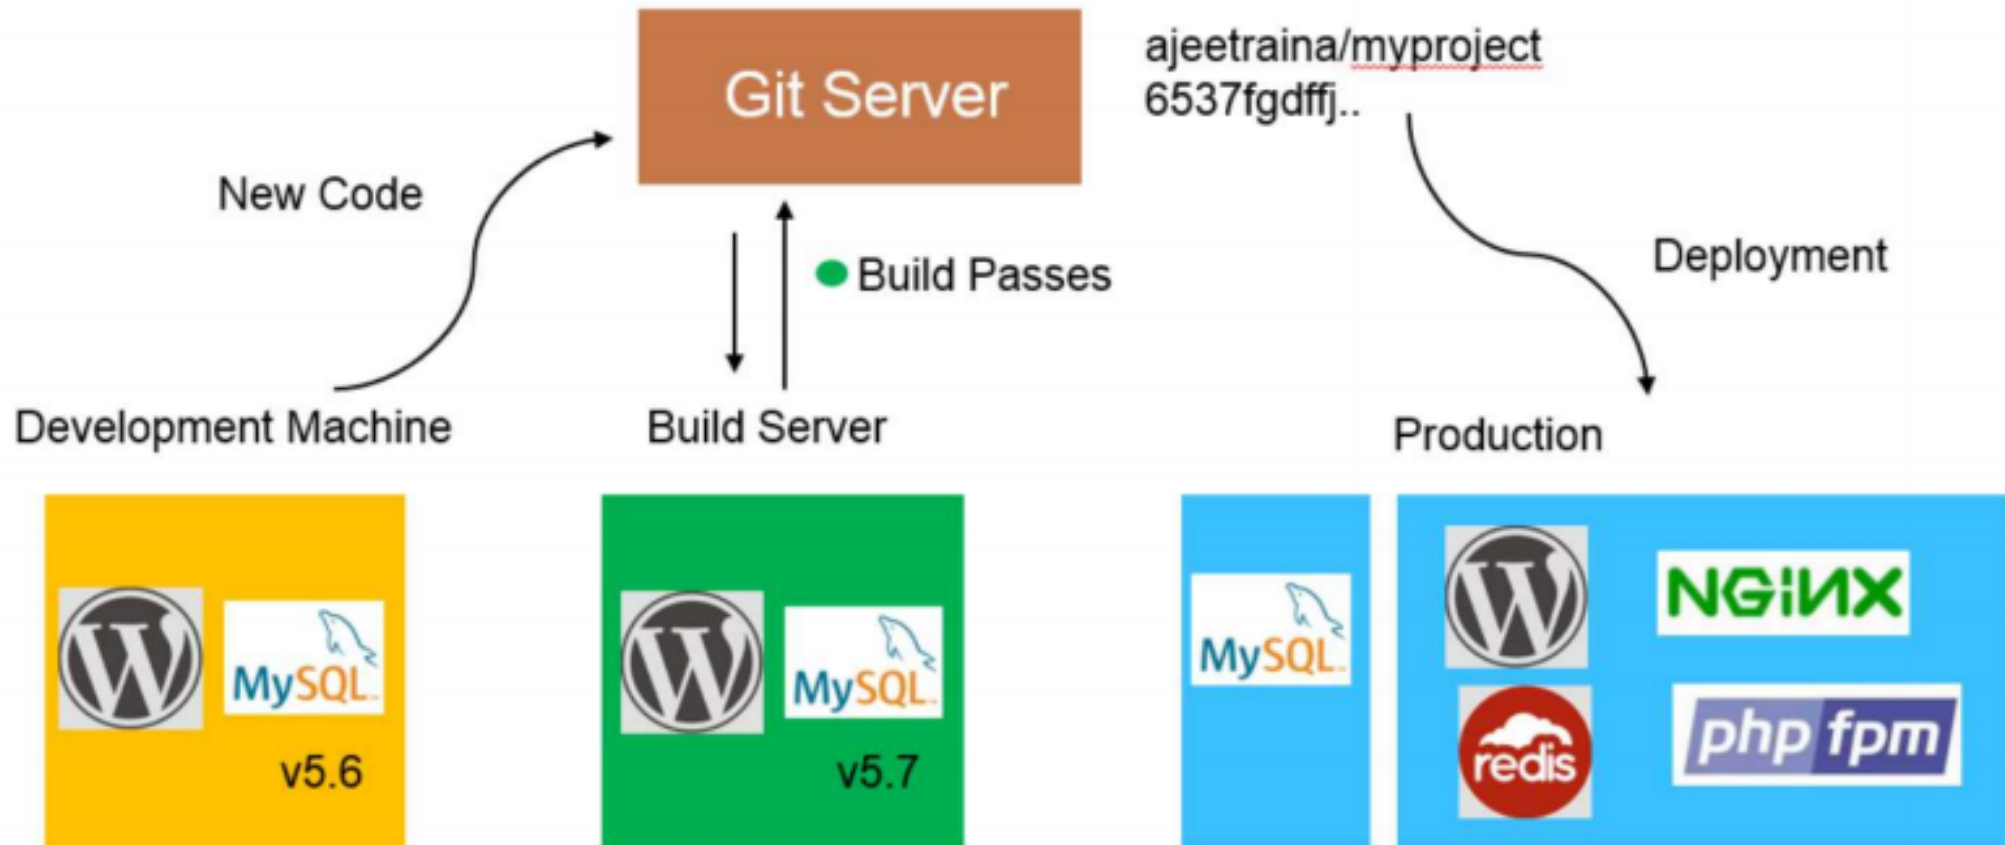 Git Server
ajeetraina/myproject
6537fgdffj..
New Code
Build Passes
Deployment
Development Machine
Build Server
Production
MySQL
v5.6
MySQL
v5.7
MySQL
NGiNX
redis
php fpm